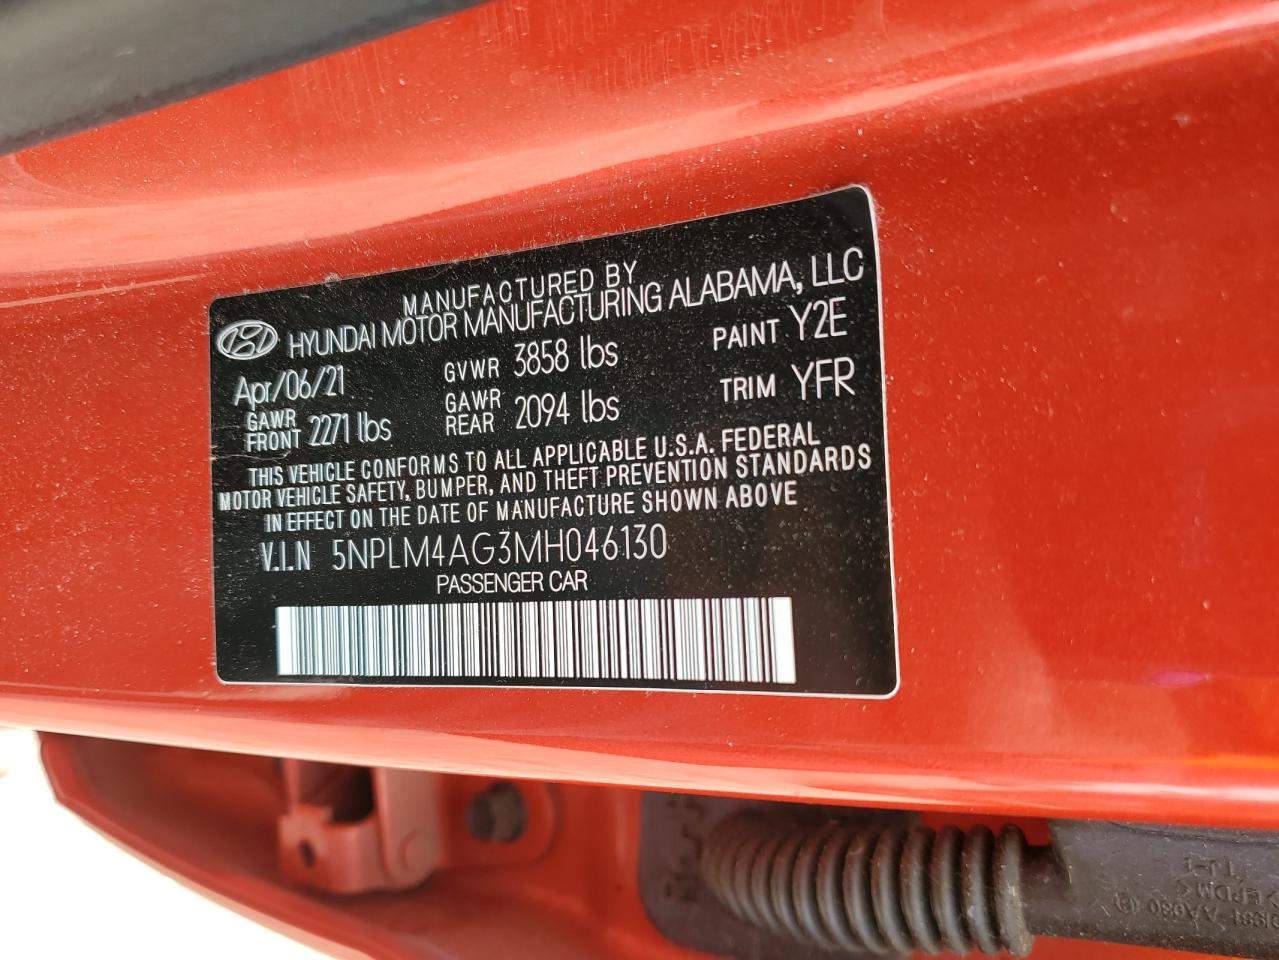 MANUFACTURED BY
HYUNDAI MOTOR MANUFACTURING ALABAMA, LLC
Apr/06/21 GVWR 3858 lbs PAINT Y2E
GAWR FRONT 2271 lbs GAWR REAR 2094 lbs TRIM YFR
THIS VEHICLE CONFORMS TO ALL APPLICABLE U.S.A. FEDERAL
MOTOR VEHICLE SAFETY, BUMPER, AND THEFT PREVENTION STANDARDS
IN EFFECT ON THE DATE OF MANUFACTURE SHOWN ABOVE
V.I.N 5NPLM4AG3MH046130
PASSENGER CAR